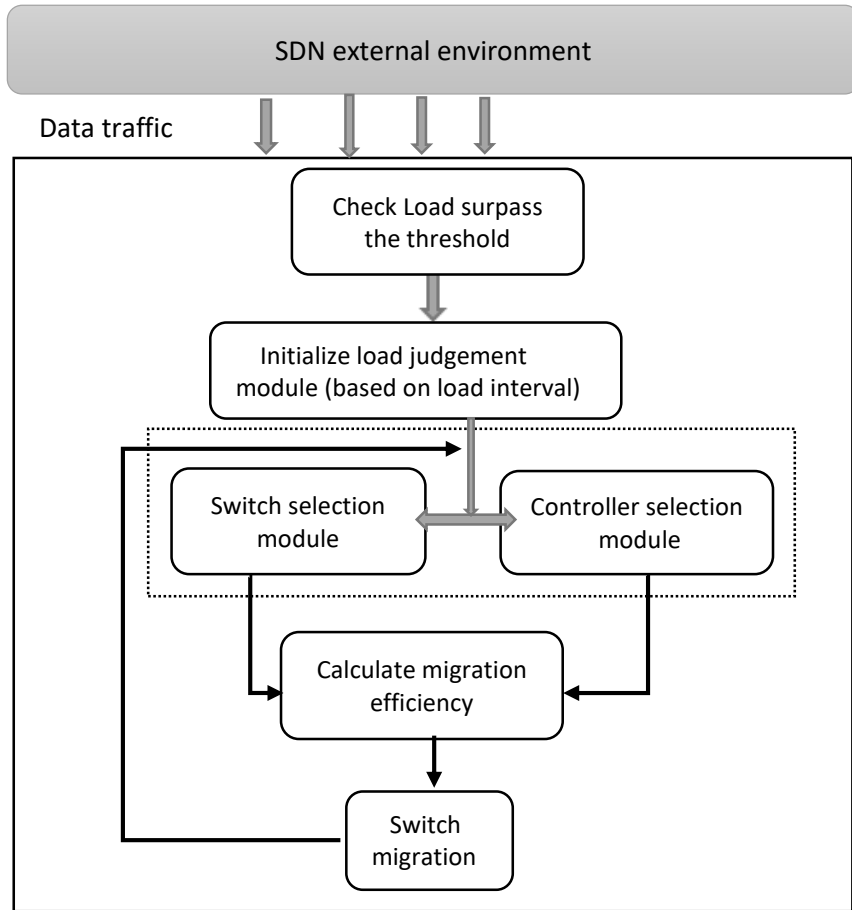 SDN external environment
Data traffic
Check Load surpass
the threshold
Initialize load judgement
module (based on load interval)
Switch selection
module
Controller selection
module
Calculate migration
efficiency
Switch
migration